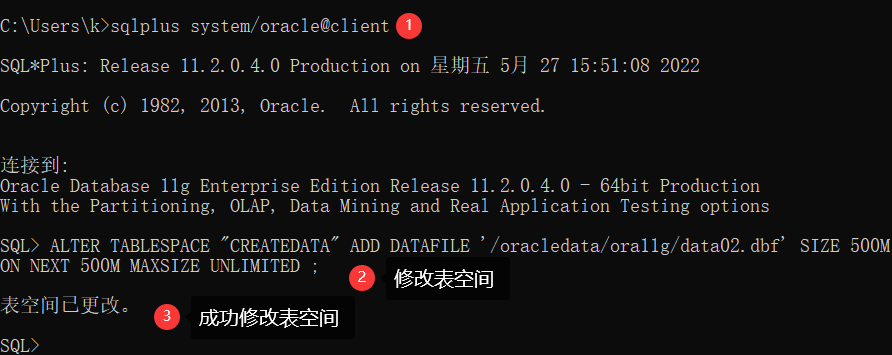 C:\Users\k>sqlplus system/oracle@client 1
SQL*Plus: Release 11.2.0.4.0 Production on 星期五 5月 27 15:51:08 2022
Copyright (c) 1982, 2013, Oracle.  All rights reserved.
连接到:
Oracle Database 11g Enterprise Edition Release 11.2.0.4.0 - 64bit Production
With the Partitioning, OLAP, Data Mining and Real Application Testing options
SQL> ALTER TABLESPACE "CREATEDATA" ADD DATAFILE '/oracledata/ora11g/data02.dbf' SIZE 500M
ON NEXT 500M MAXSIZE UNLIMITED ;
2 修改表空间
表空间已更改。
3 成功修改表空间
SQL>